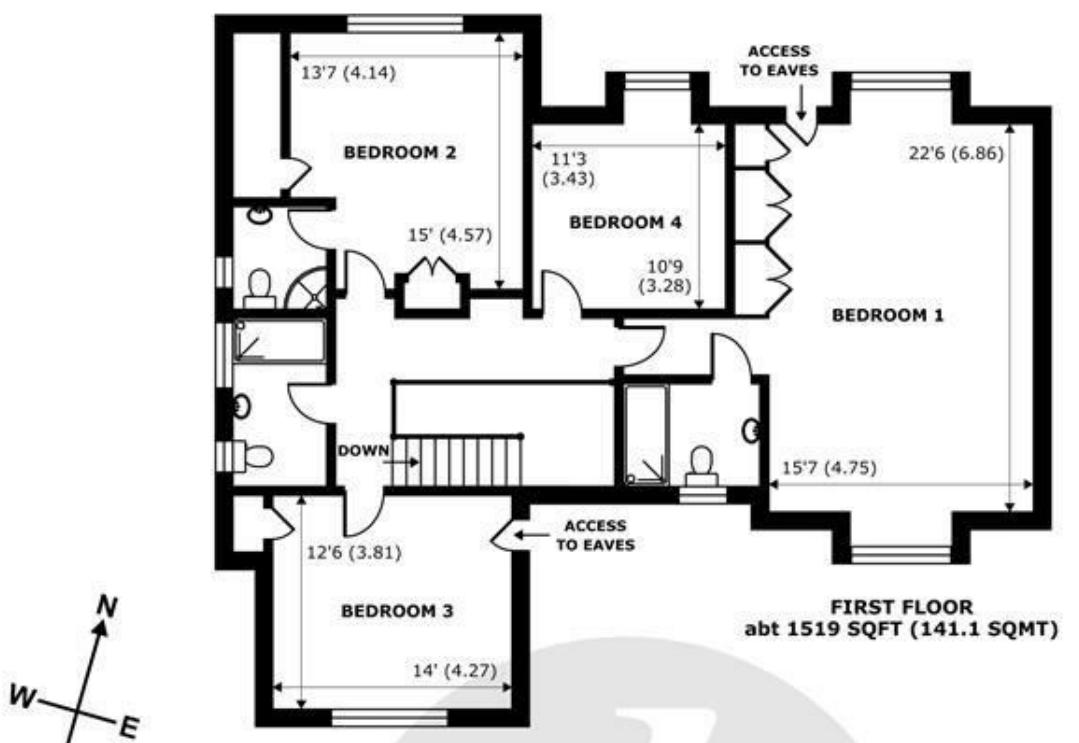 13'7 (4.14)
BEDROOM 2
15' (4.57)
ACCESS
TO EAVES
11'3
(3.43)
BEDROOM 4
10'9
(3.28)
22'6 (6.86)
BEDROOM 1
15'7 (4.75)
DOWN
12'6 (3.81)
BEDROOM 3
14' (4.27)
ACCESS
TO EAVES
FIRST FLOOR
abt 1519 SQFT (141.1 SQMT)
N
W
E